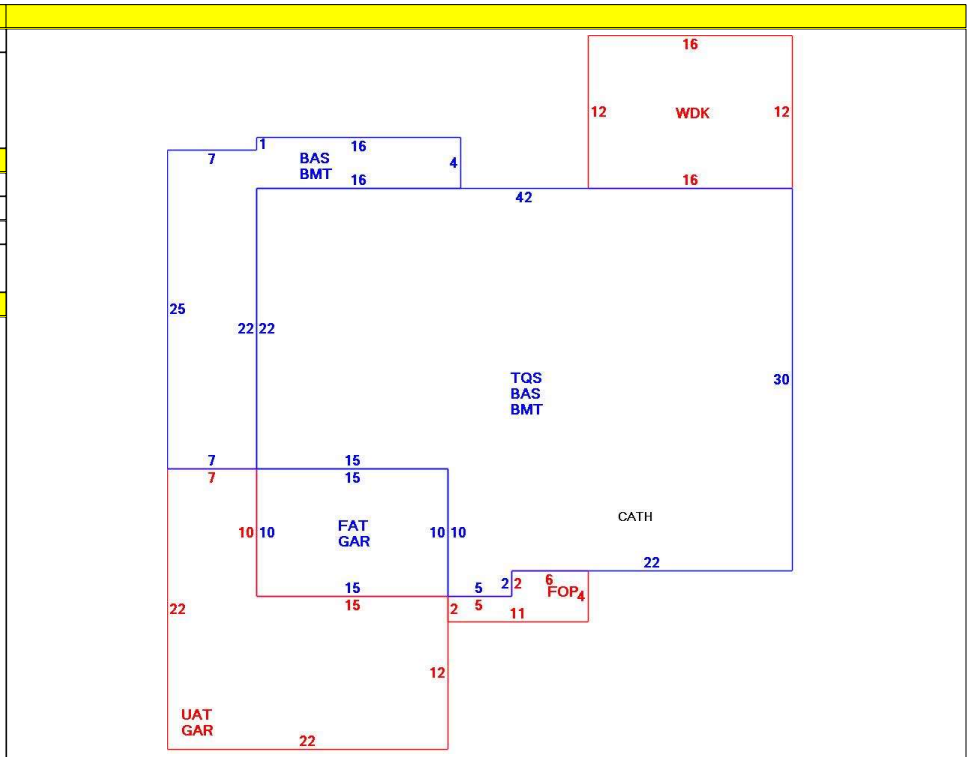 16
12 WDK 12
16
1 16
7 BAS 4
BMT
16
42
25
22 22
TQS
BAS
BMT
30
7 15
7 15
CATH
FAT
GAR
10 10
10 10
22
15 5 2 2 6
15 5 FOP 4
22 2 11
12
UAT
GAR
22